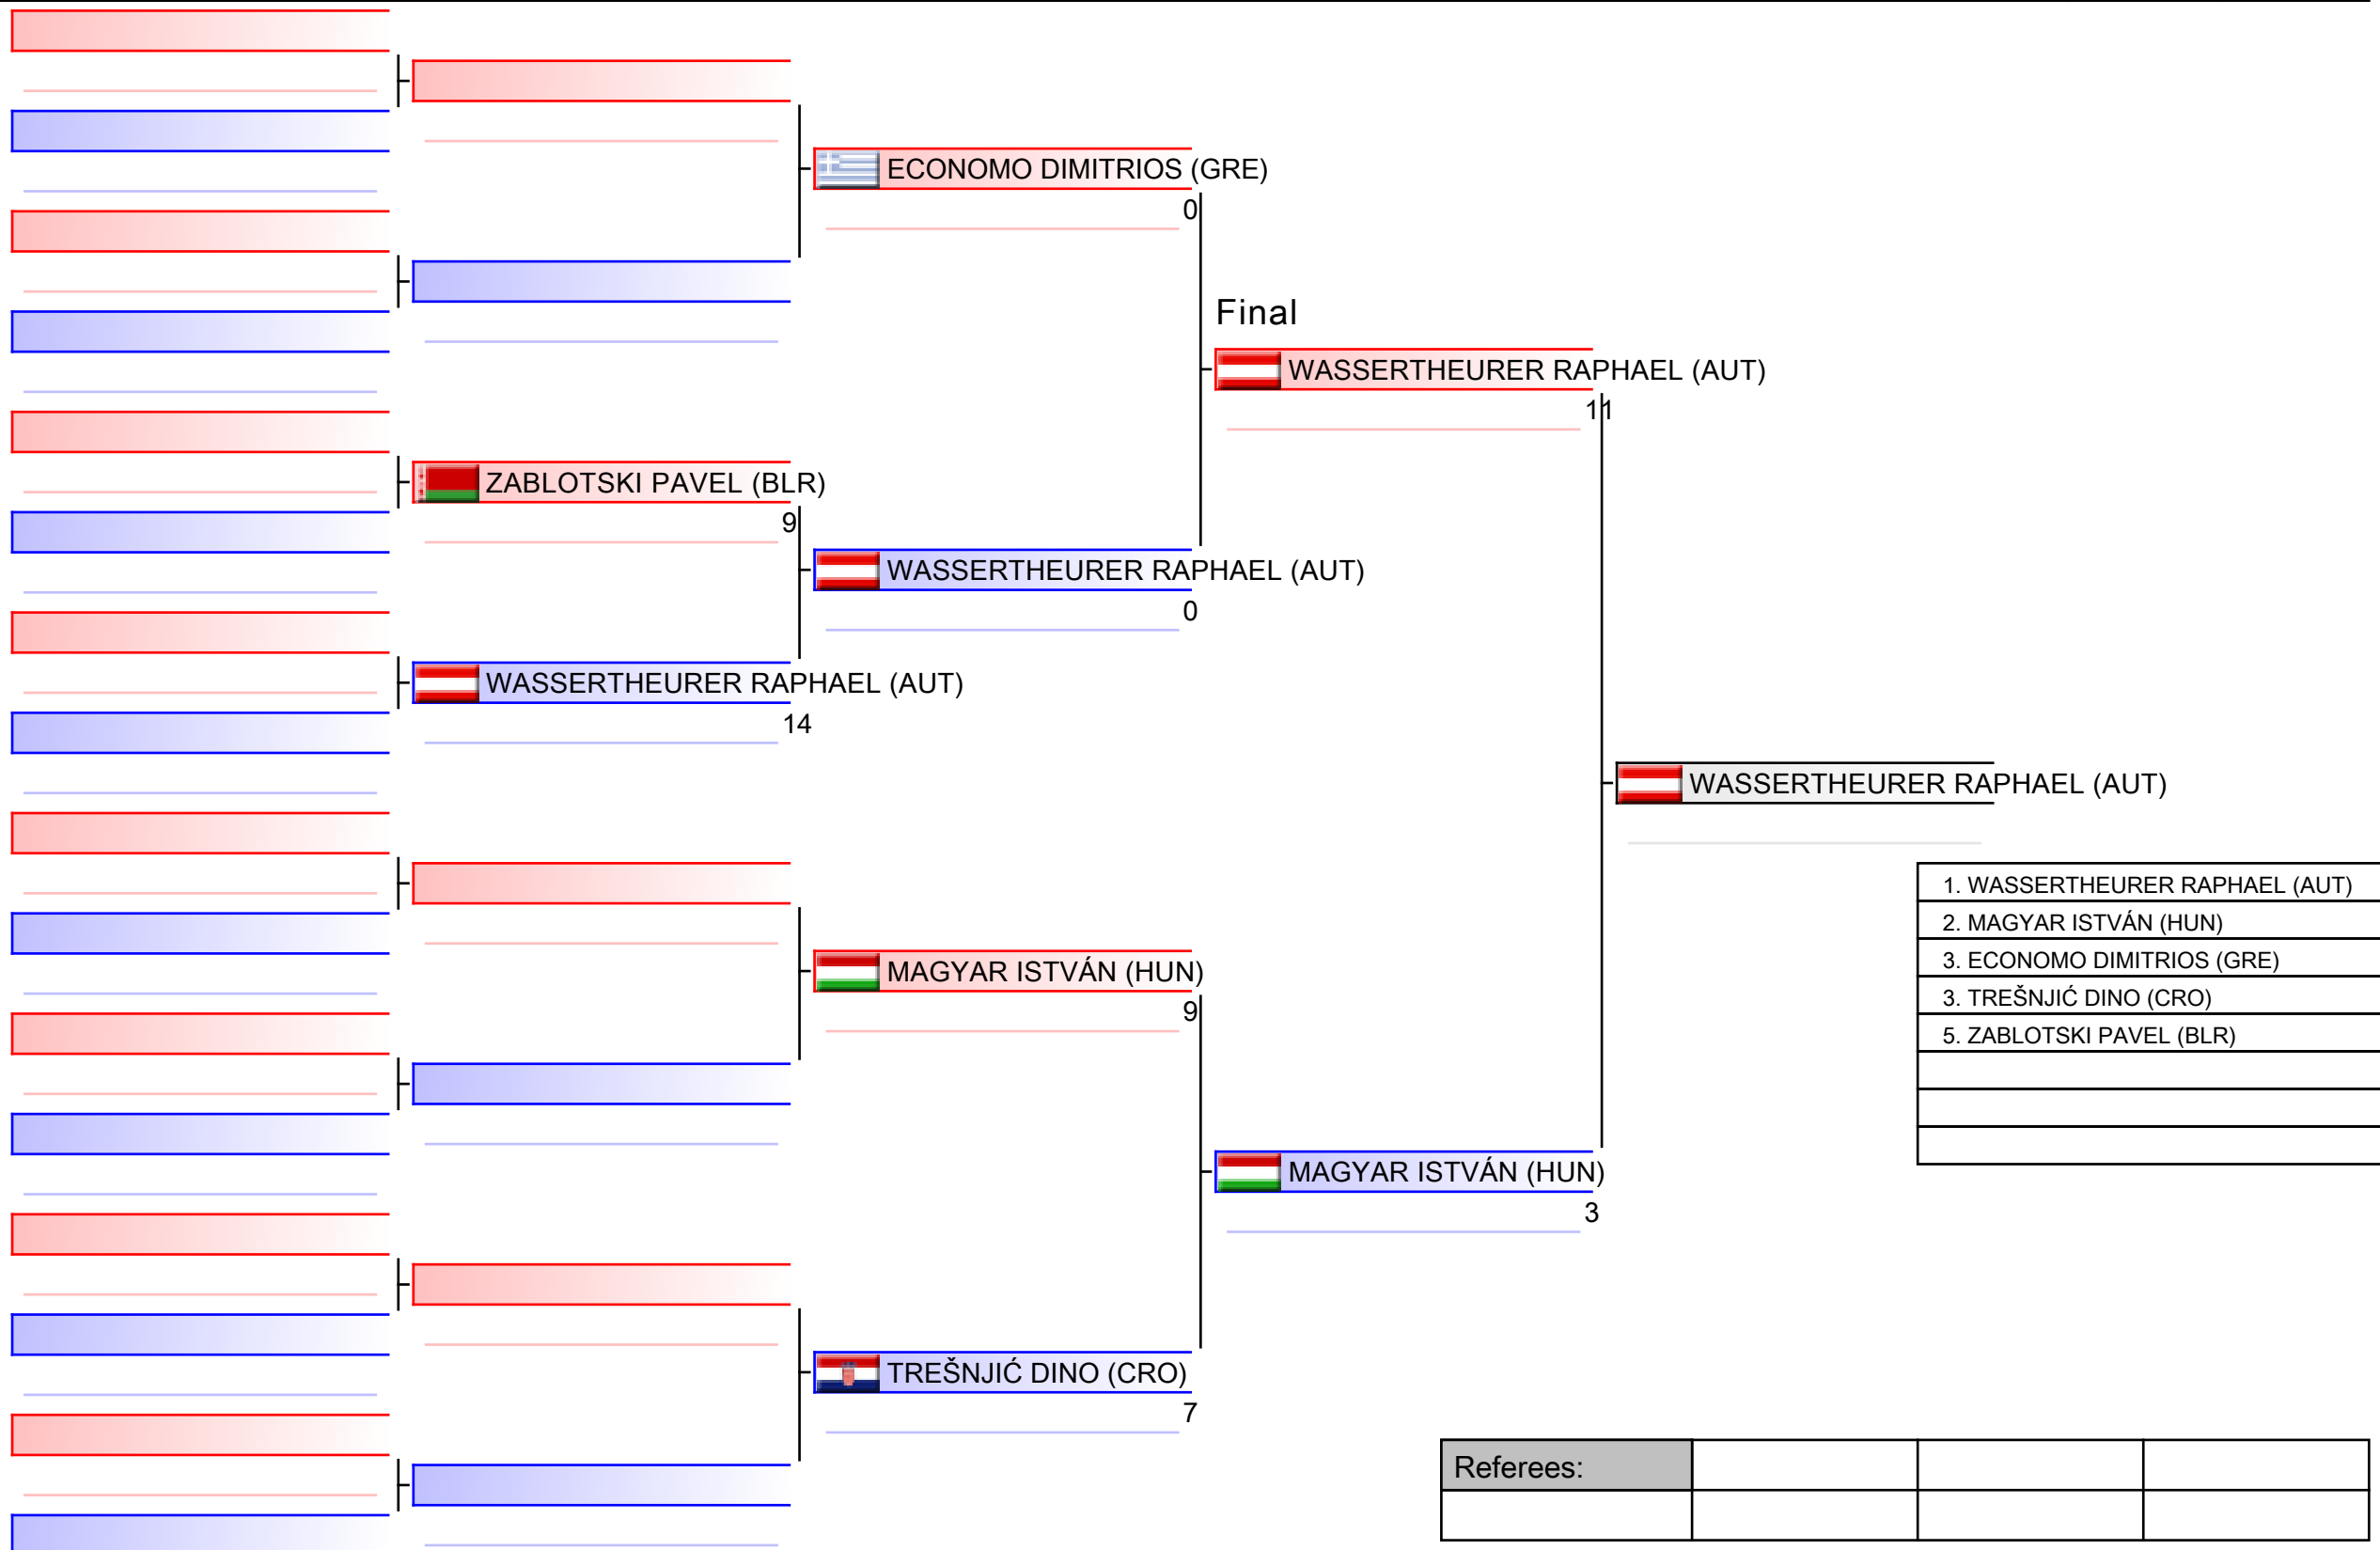 ECONOMO DIMITRIOS (GRE)
0
Final
WASSERTHEURER RAPHAEL (AUT)
11
ZABLOTSKI PAVEL (BLR)
9
WASSERTHEURER RAPHAEL (AUT)
0
WASSERTHEURER RAPHAEL (AUT)
14
WASSERTHEURER RAPHAEL (AUT)
1. WASSERTHEURER RAPHAEL (AUT)
2. MAGYAR ISTVÁN (HUN)
3. ECONOMO DIMITRIOS (GRE)
3. TREŠNJIĆ DINO (CRO)
5. ZABLOTSKI PAVEL (BLR)
MAGYAR ISTVÁN (HUN)
9
MAGYAR ISTVÁN (HUN)
3
TREŠNJIĆ DINO (CRO)
7
Referees: